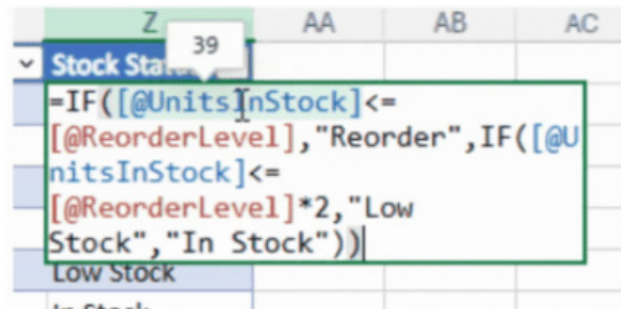 Z AA AB AC
39
Stock
=IF([@UnitsInStock]<=
[@ReorderLevel],"Reorder",IF([@U
nitsInStock]<=
[@ReorderLevel]*2,"Low
Stock","In Stock"))
Low Stock